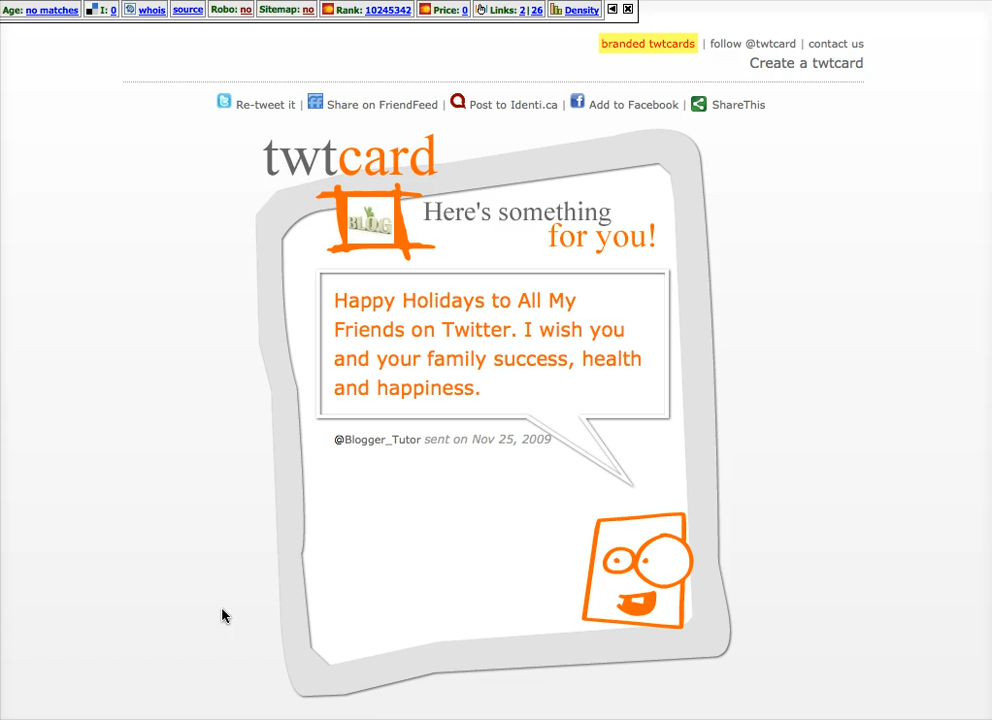 Age: no matches I: 0 whois source Robo: no Sitemap: no Rank: 10245342 Price: 0 Links: 2|26 Density
branded twtcards | follow @twtcard | contact us
Create a twtcard
Re-tweet it | Share on FriendFeed | Post to Identi.ca | Add to Facebook | ShareThis
twtcard
BLOG
Here's something
for you!
Happy Holidays to All My
Friends on Twitter. I wish you
and your family success, health
and happiness.
@Blogger_Tutor sent on Nov 25, 2009